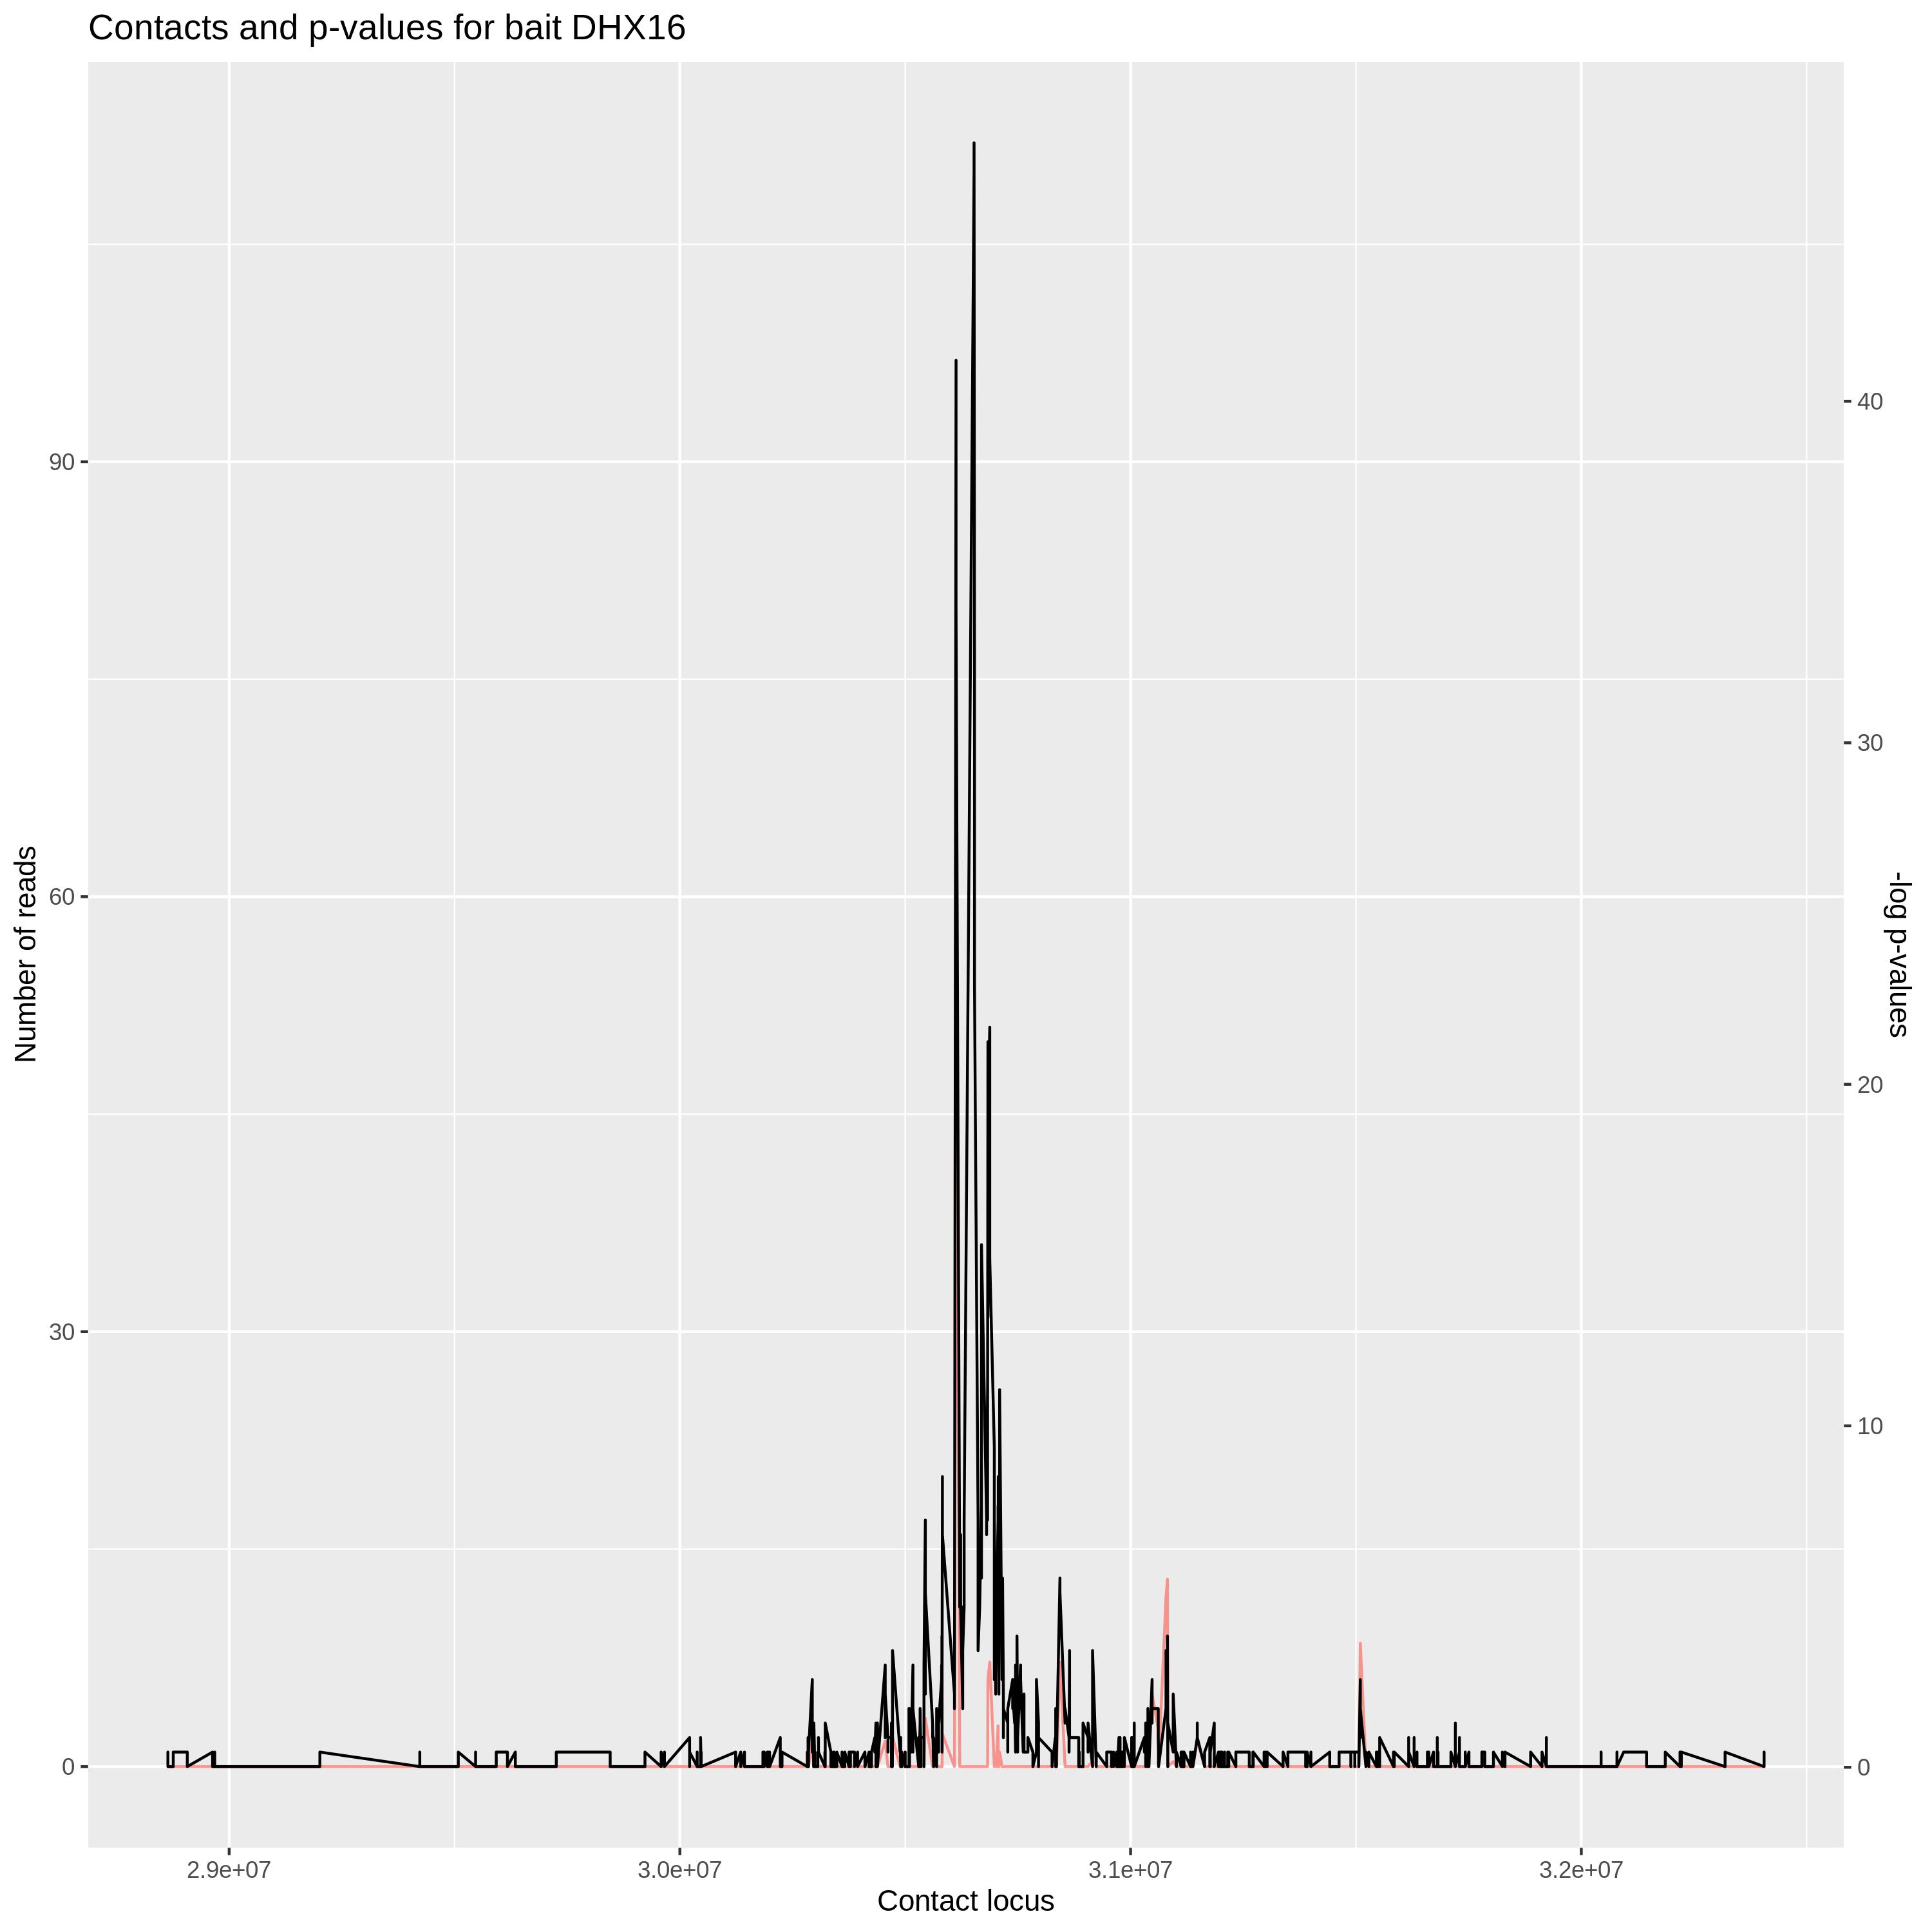 Contacts and p-values for bait DHX16
90
60
30
0
40
30
20
10
0
Number of reads
-log p-values
2.9e+07 3.0e+07 3.1e+07 3.2e+07
Contact locus